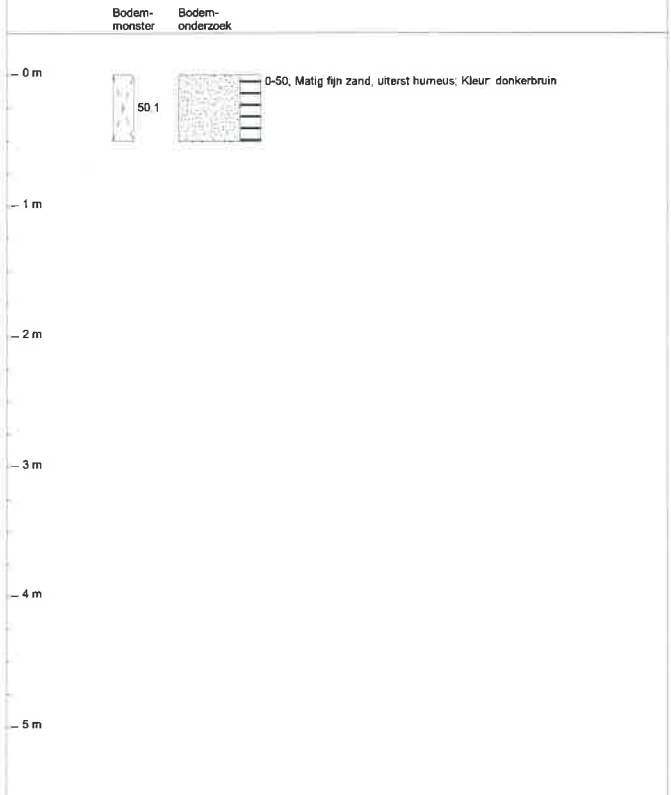 Bodem-
monster
Bodem-
onderzoek
0 m
50,1
0-50, Matig fijn zand, uiterst humeus; Kleur: donkerbruin
1 m
2 m
3 m
4 m
5 m